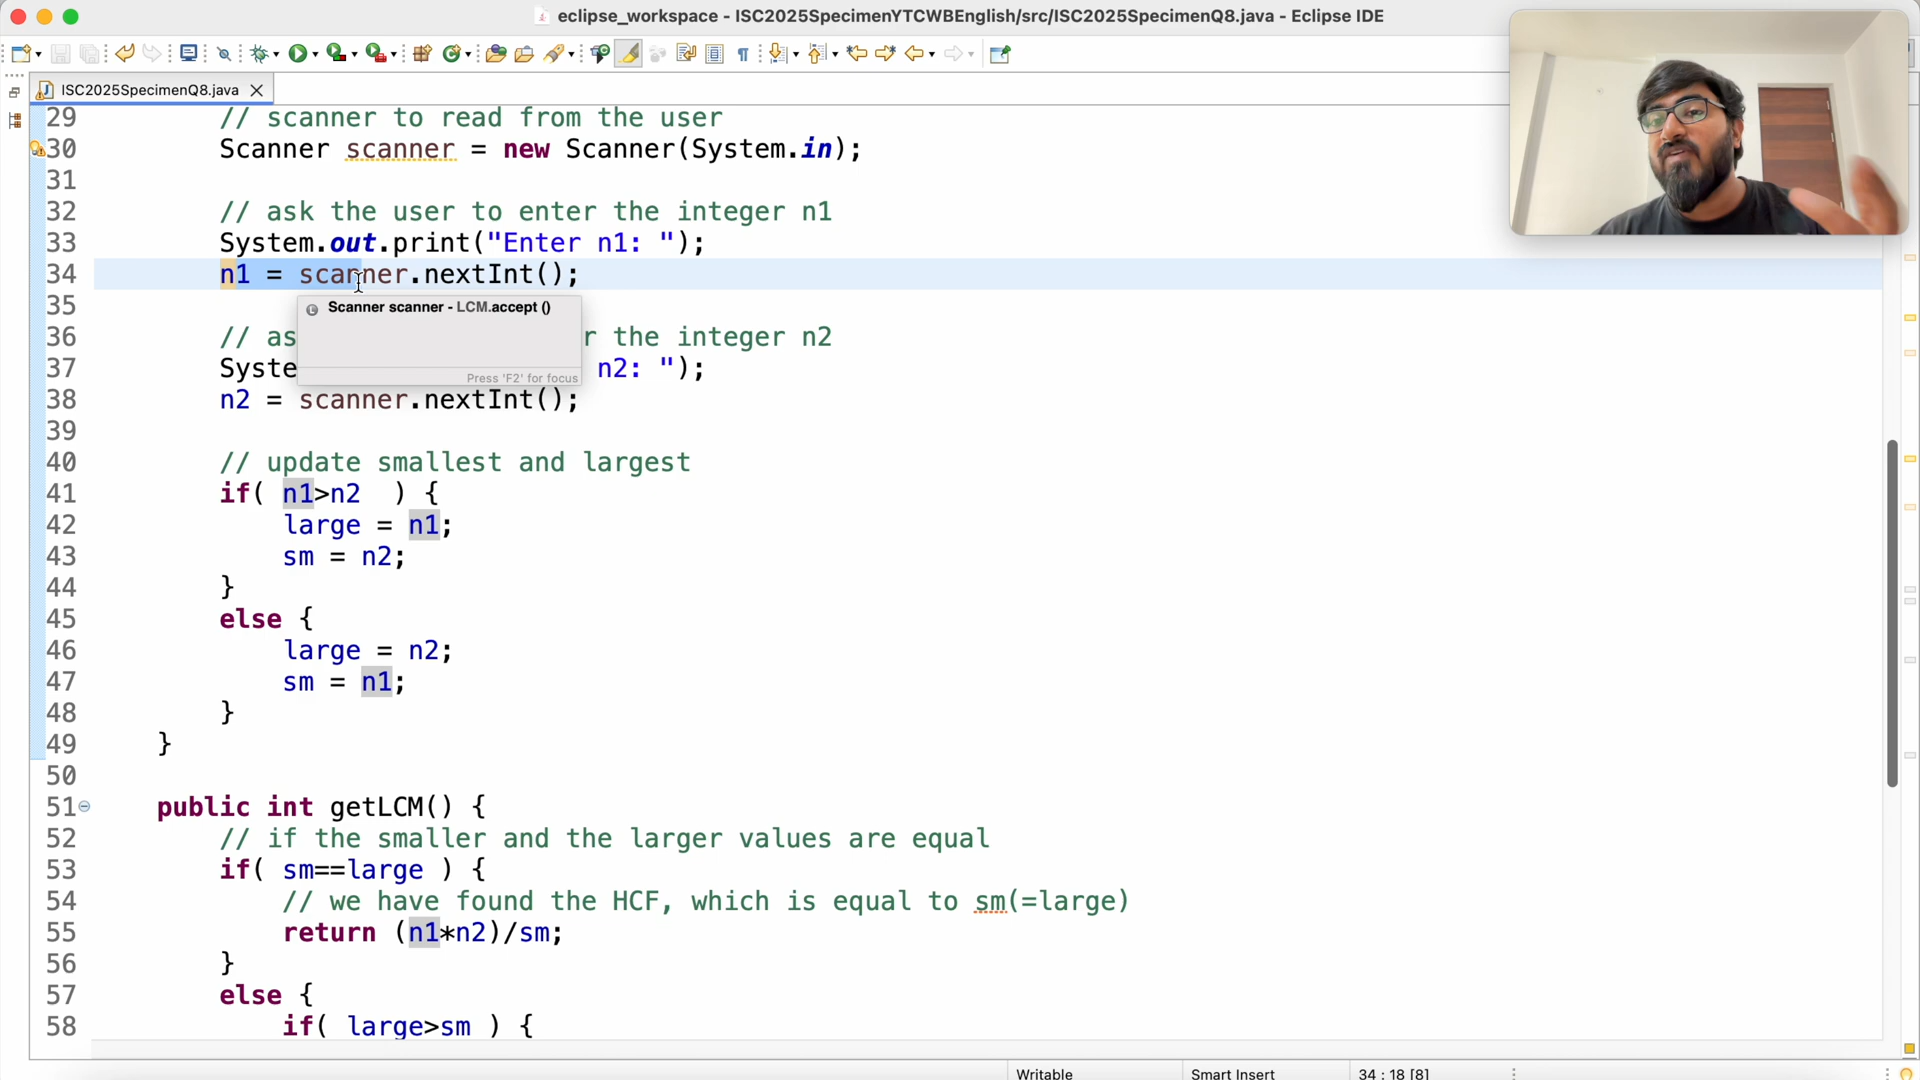 eclipse_workspace - ISC2025SpecimenYTCWBEnglish/src/ISC2025SpecimenQ8.java - Eclipse IDE
ISC2025SpecimenQ8.java
29 // scanner to read from the user
30 Scanner scanner = new Scanner(System.in);
31
32 // ask the user to enter the integer n1
33 System.out.print("Enter n1: ");
34 n1 = scanner.nextInt();
35
Scanner scanner - LCM.accept ()
36 // as r the integer n2
37 Syste n2: ");
Press 'F2' for focus
38 n2 = scanner.nextInt();
39
40 // update smallest and largest
41 if( n1>n2 ) {
42 large = n1;
43 sm = n2;
44 }
45 else {
46 large = n2;
47 sm = n1;
48 }
49 }
50
51 public int getLCM() {
52 // if the smaller and the larger values are equal
53 if( sm==large ) {
54 // we have found the HCF, which is equal to sm(=large)
55 return (n1*n2)/sm;
56 }
57 else {
58 if( large>sm ) {
Writable
Smart Insert
34 : 18 [8]